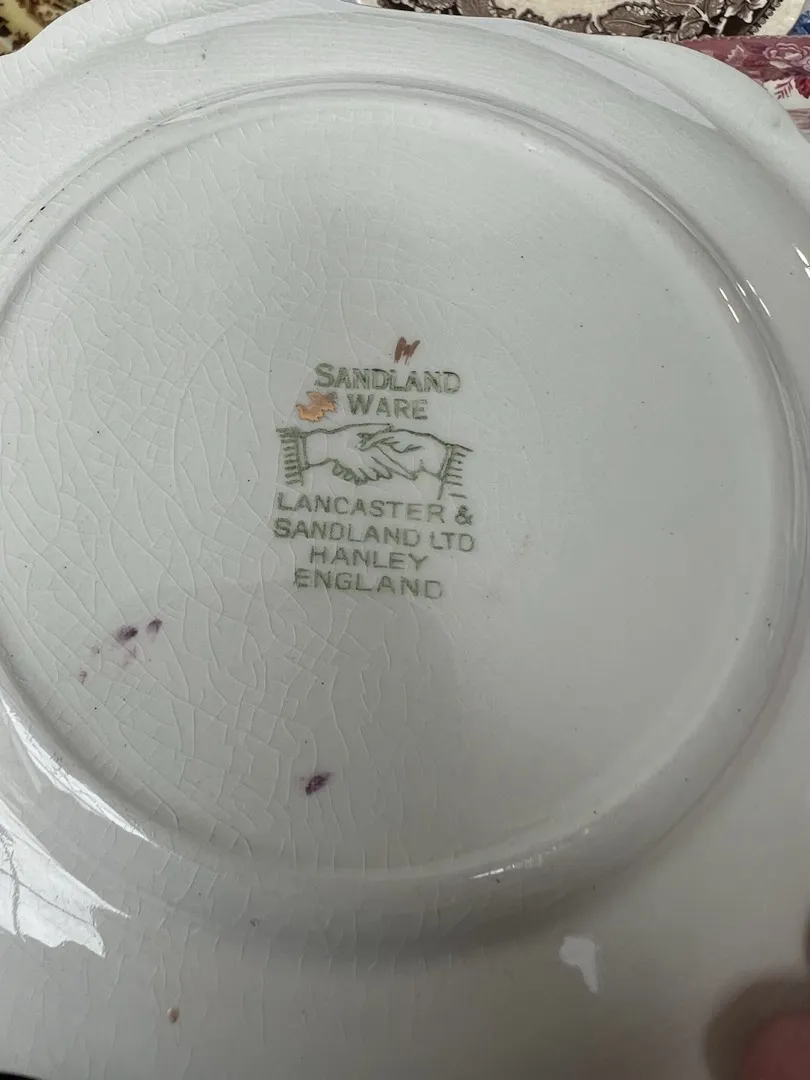 SANDLAND
WARE
LANCASTER &
SANDLAND LTD
HANLEY
ENGLAND